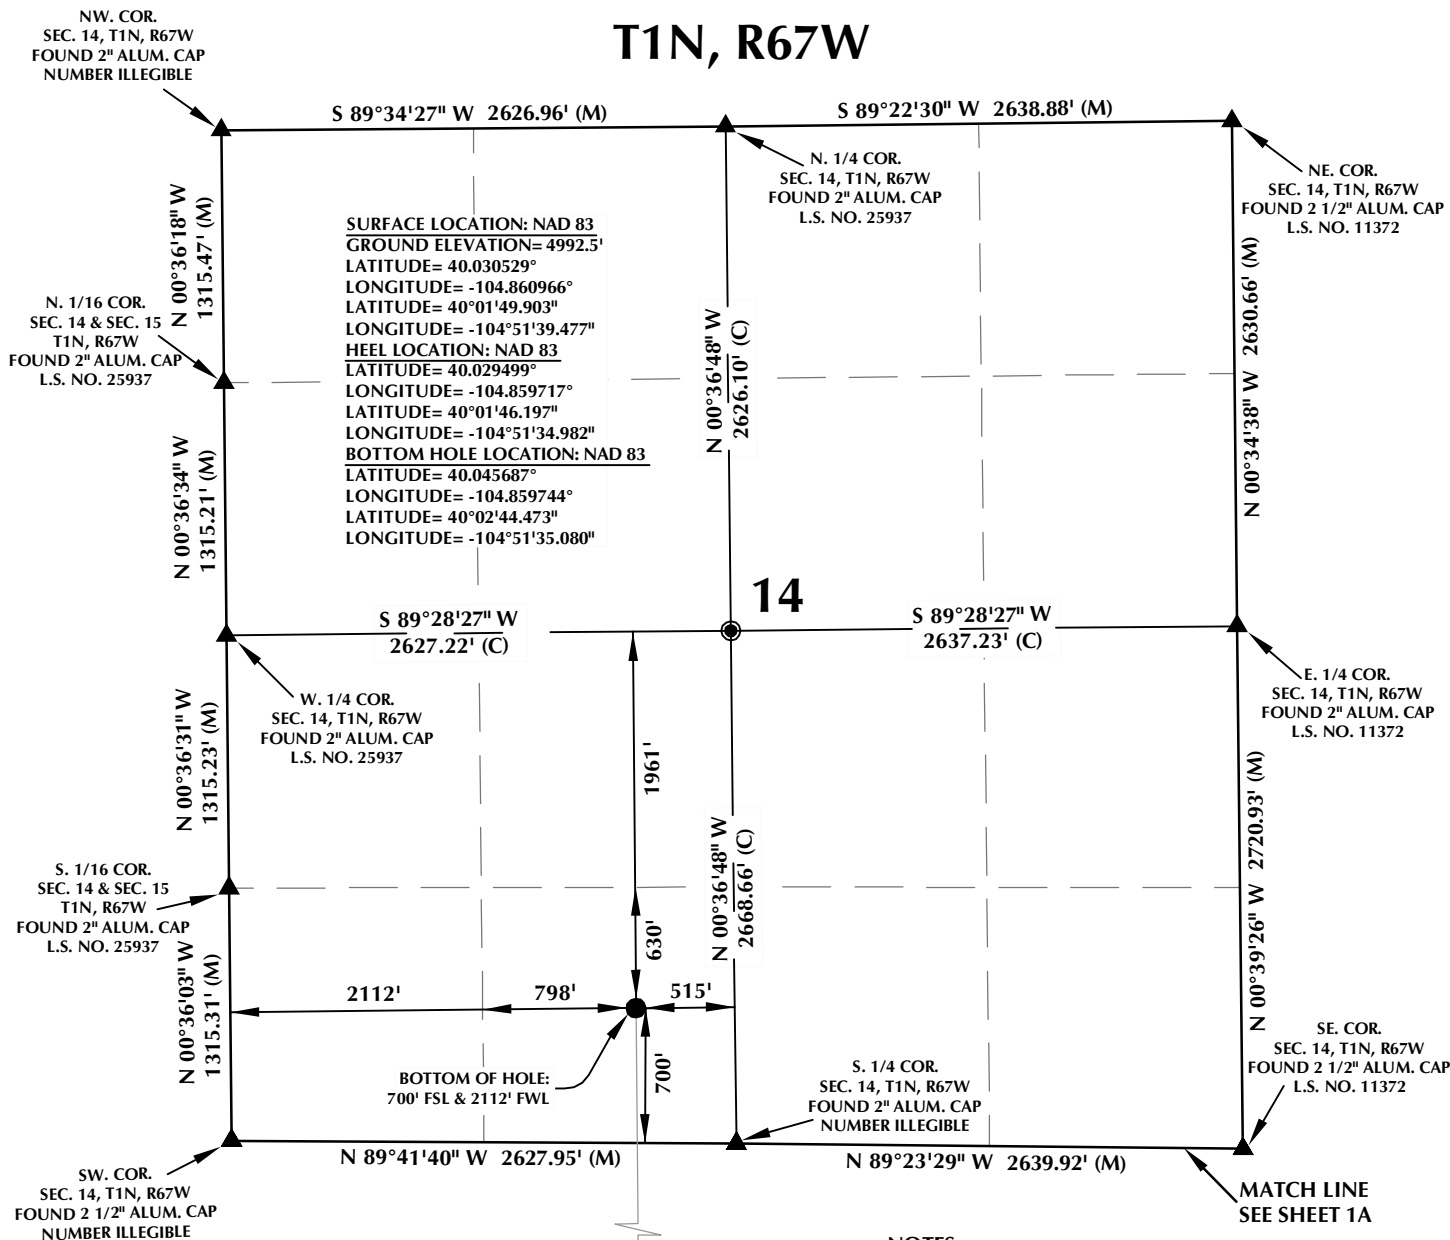 T1N, R67W
NW. COR.
SEC. 14, T1N, R67W
FOUND 2" ALUM. CAP
NUMBER ILLEGIBLE
S 89°34'27" W  2626.96' (M)
S 89°22'30" W  2638.88' (M)
N. 1/4 COR.
SEC. 14, T1N, R67W
FOUND 2" ALUM. CAP
L.S. NO. 25937
NE. COR.
SEC. 14, T1N, R67W
FOUND 2 1/2" ALUM. CAP
L.S. NO. 11372
N 00°36'18" W
1315.47' (M)
SURFACE LOCATION: NAD 83
GROUND ELEVATION= 4992.5'
LATITUDE= 40.030529°
LONGITUDE= -104.860966°
LATITUDE= 40°01'49.903"
LONGITUDE= -104°51'39.477"
HEEL LOCATION: NAD 83
LATITUDE= 40.029499°
LONGITUDE= -104.859717°
LATITUDE= 40°01'46.197"
LONGITUDE= -104°51'34.982"
BOTTOM HOLE LOCATION: NAD 83
LATITUDE= 40.045687°
LONGITUDE= -104.859744°
LATITUDE= 40°02'44.473"
LONGITUDE= -104°51'35.080"
N. 1/16 COR.
SEC. 14 & SEC. 15
T1N, R67W
FOUND 2" ALUM. CAP
L.S. NO. 25937
N 00°36'48" W
2626.10' (C)
N 00°34'38" W  2630.66' (M)
N 00°36'34" W
1315.21' (M)
14
S 89°28'27" W
2627.22' (C)
S 89°28'27" W
2637.23' (C)
W. 1/4 COR.
SEC. 14, T1N, R67W
FOUND 2" ALUM. CAP
L.S. NO. 25937
E. 1/4 COR.
SEC. 14, T1N, R67W
FOUND 2" ALUM. CAP
L.S. NO. 11372
N 00°36'31" W
1315.23' (M)
1961'
N 00°36'48" W
2668.66' (C)
N 00°39'26" W  2720.93' (M)
S. 1/16 COR.
SEC. 14 & SEC. 15
T1N, R67W
FOUND 2" ALUM. CAP
L.S. NO. 25937
630'
N 00°36'03" W
1315.31' (M)
2112'
798'
515'
700'
BOTTOM OF HOLE:
700' FSL & 2112' FWL
S. 1/4 COR.
SEC. 14, T1N, R67W
FOUND 2" ALUM. CAP
NUMBER ILLEGIBLE
SE. COR.
SEC. 14, T1N, R67W
FOUND 2 1/2" ALUM. CAP
L.S. NO. 11372
N 89°41'40" W  2627.95' (M)
N 89°23'29" W  2639.92' (M)
SW. COR.
SEC. 14, T1N, R67W
FOUND 2 1/2" ALUM. CAP
NUMBER ILLEGIBLE
MATCH LINE
SEE SHEET 1A